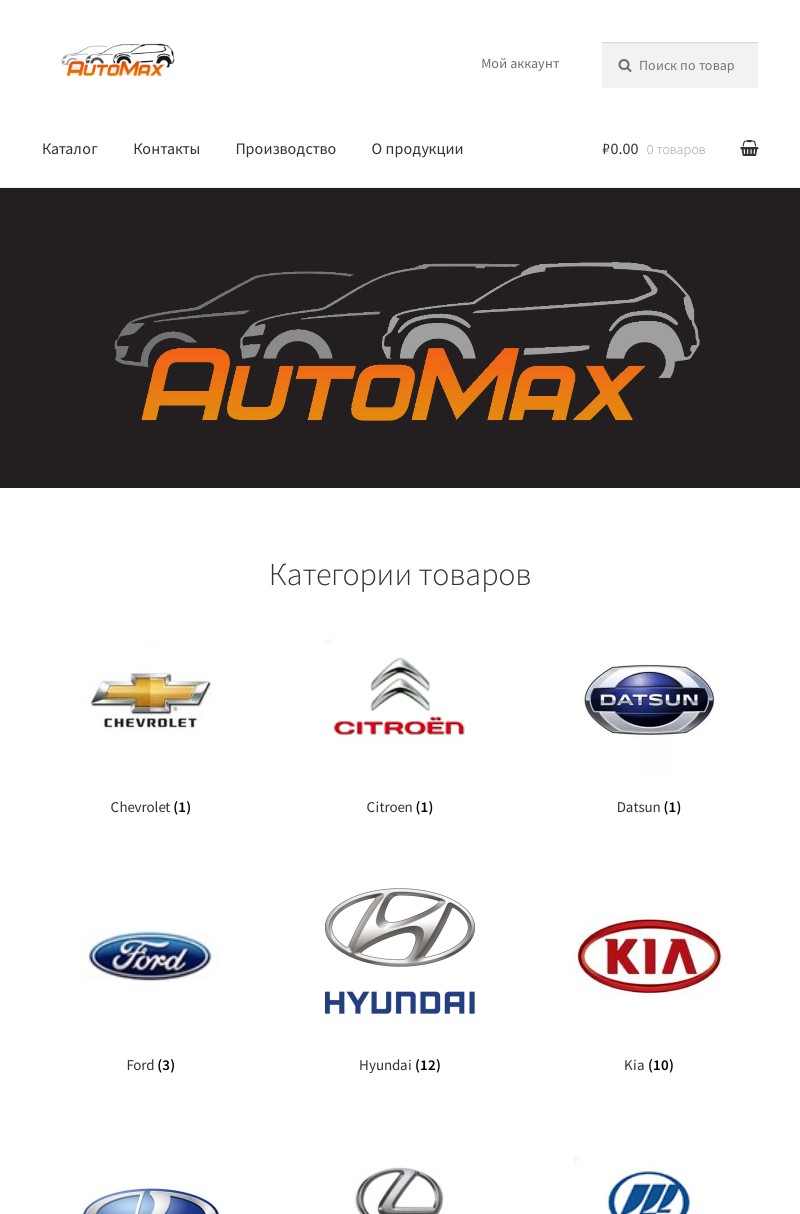 AUTOMAX
Мой аккаунт
Поиск по товар
Каталог
Контакты
Производство
О продукции
₽0.00 0 товаров
AUTOMAX
Категории товаров
CHEVROLET
CITROËN
DATSUN
Chevrolet (1)
Citroen (1)
Datsun (1)
Ford
HYUNDAI
KIA
Ford (3)
Hyundai (12)
Kia (10)